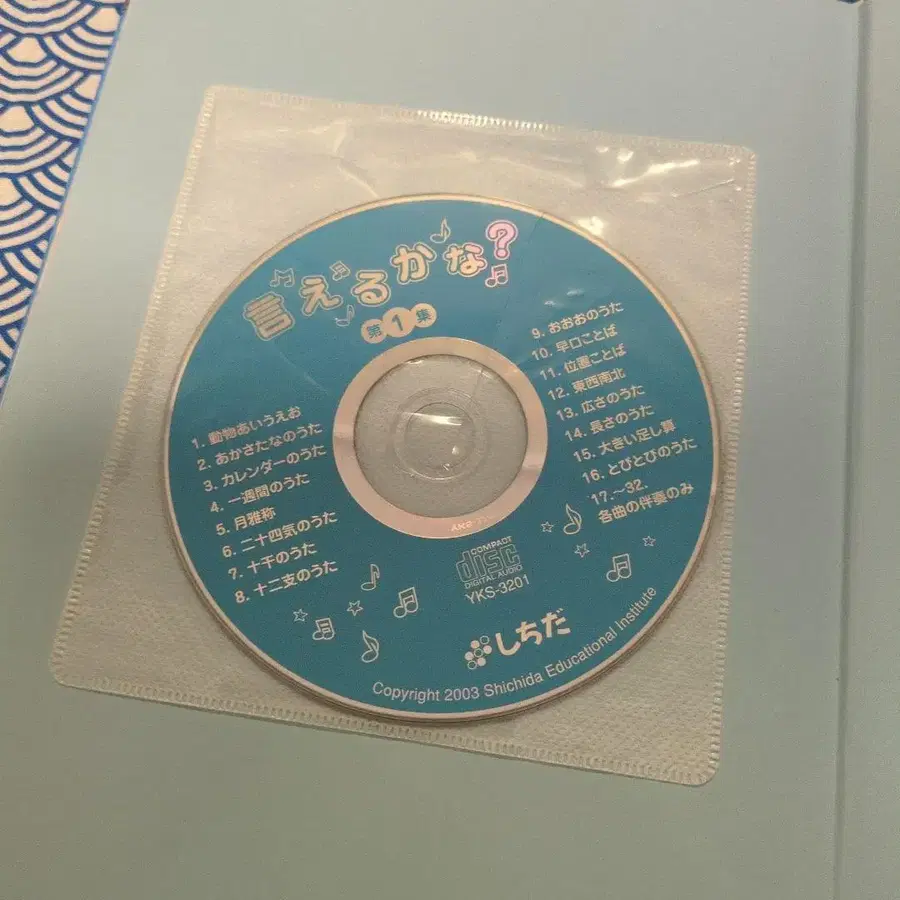 言えるかな?
第1集
1. 動物あいうえお
2. あかさたなのうた
3. カレンダーのうた
4. 一週間のうた
5. 月雅称
6. 二十四気のうた
7. 十干のうた
8. 十二支のうた
9. おおおのうた
10. 早口ことば
11. 位置ことば
12. 東西南北
13. 広さのうた
14. 長さのうた
15. 大きい足し算
16. とびとびのうた
17.〜32.
各曲の伴奏のみ
COMPACT
disc
DIGITAL AUDIO
YKS-3201
しちだ
Copyright 2003 Shichida Educational Institute